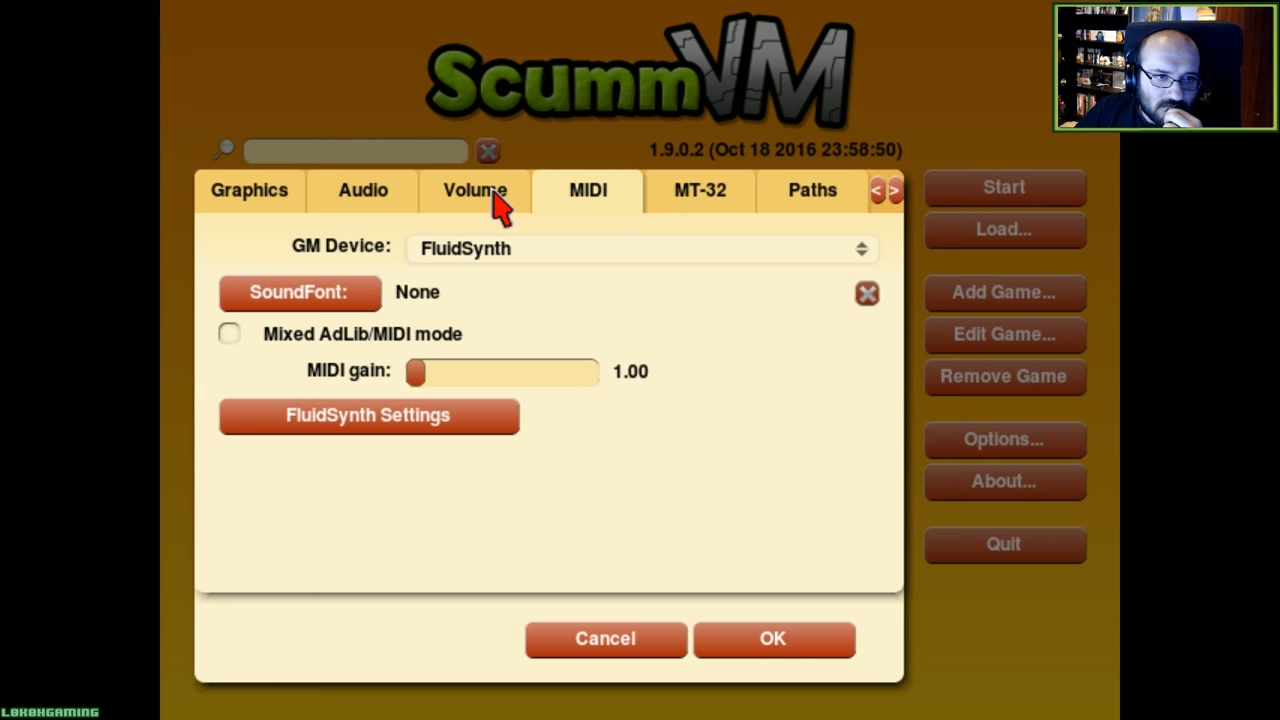 ScummVM
1.9.0.2 (Oct 18 2016 23:58:50)
Graphics
Audio
Volume
MIDI
MT-32
Paths
<
>
GM Device:
FluidSynth
SoundFont:
None
Mixed AdLib/MIDI mode
MIDI gain:
1.00
FluidSynth Settings
Cancel
OK
Start
Load...
Add Game...
Edit Game...
Remove Game
Options...
About...
Quit
L0K0HGAMING